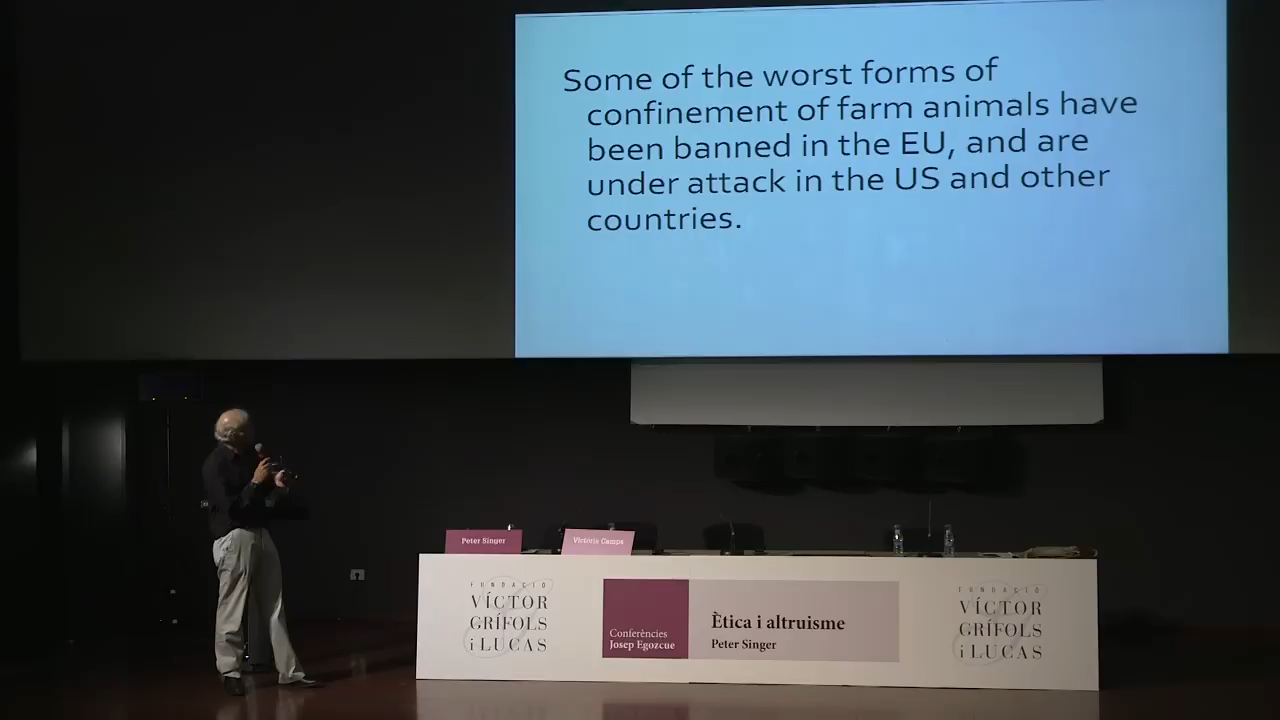 Some of the worst forms of
confinement of farm animals have
been banned in the EU, and are
under attack in the US and other
countries.
Peter Singer
Victòria Camps
FUNDACIÓ
VÍCTOR
GRÍFOLS
i LUCAS
Conferències
Josep Egozcue
Ètica i altruisme
Peter Singer
FUNDACIÓ
VÍCTOR
GRÍFOLS
i LUCAS